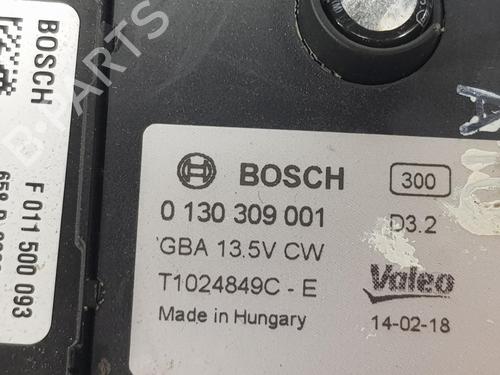 BOSCH
F 011 500 093
BOSCH
300
0 130 309 001
D3.2
GBA 13.5V CW
T1024849C - E
Valeo
Made in Hungary
14-02-18
B-PARTS